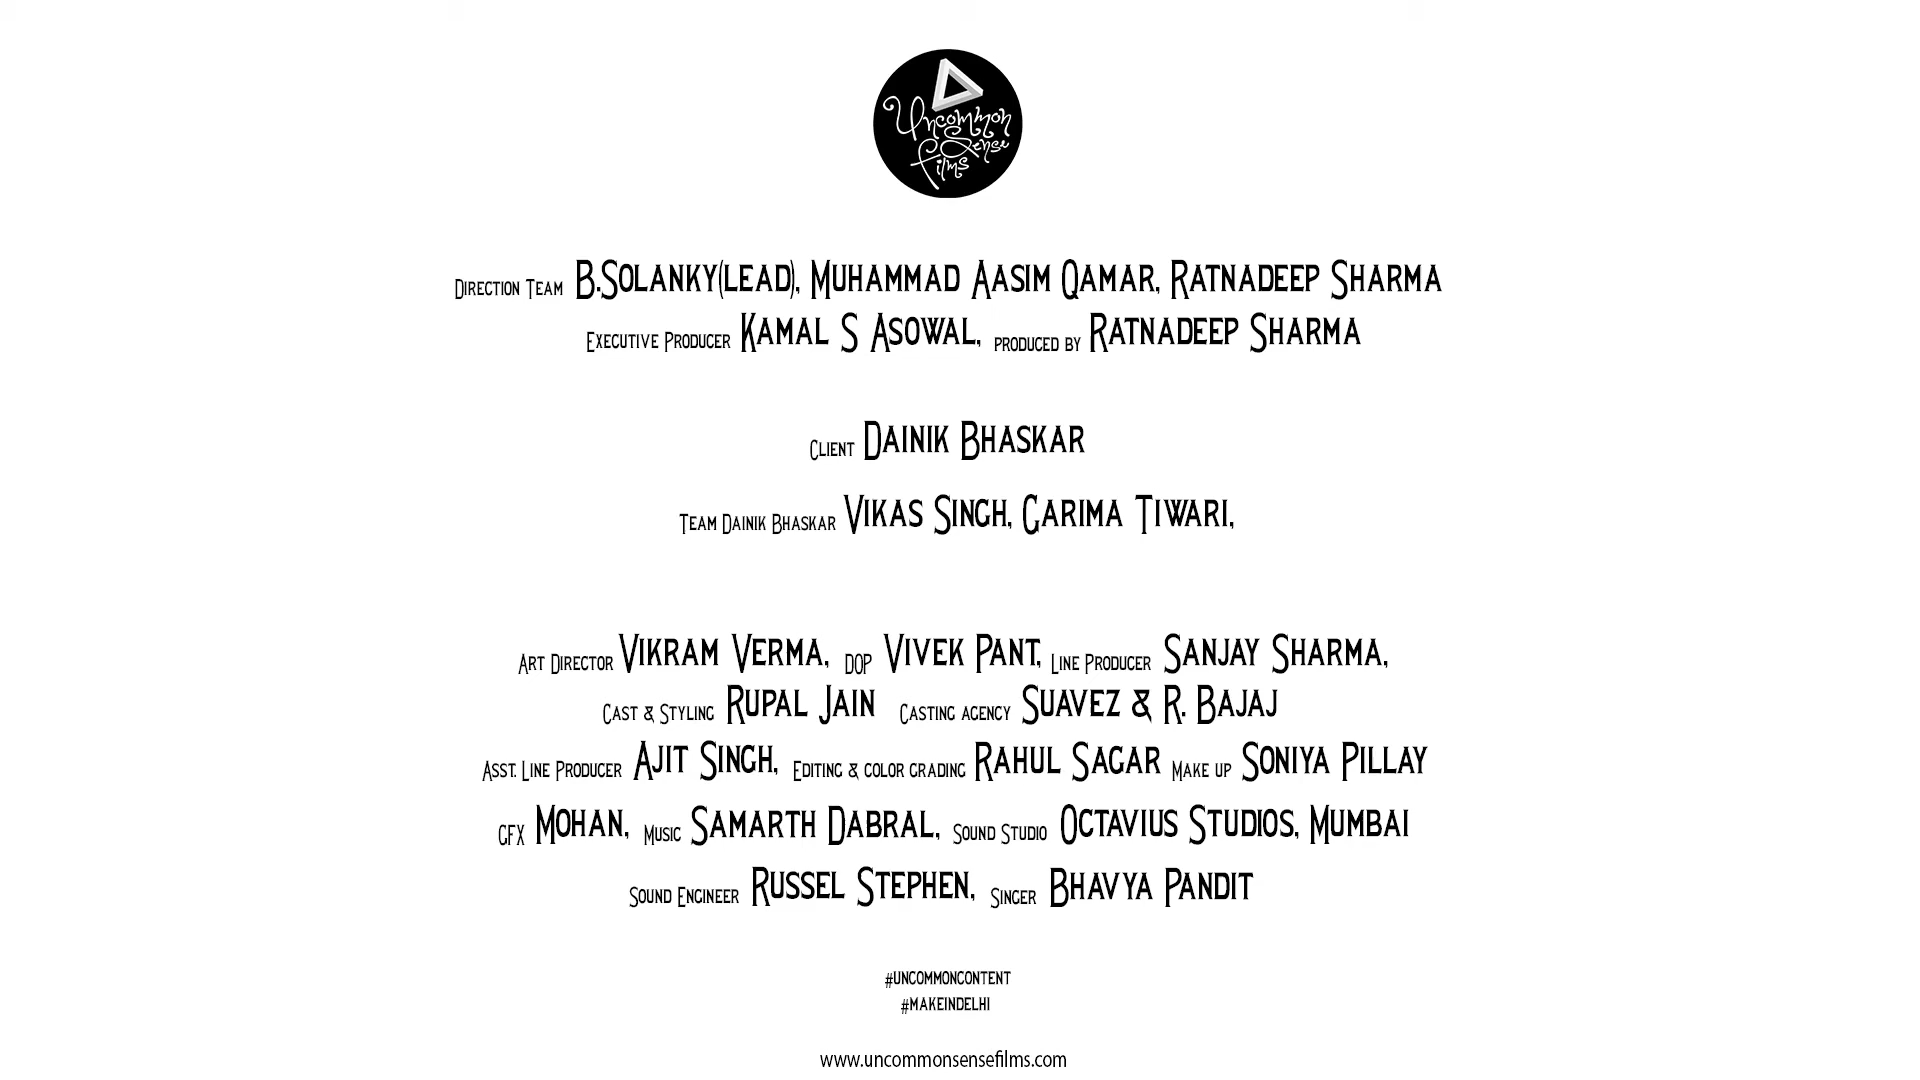 Uncommon
Sense
Films
Direction Team B.Solanky(lead), Muhammad Aasim Qamar, Ratnadeep Sharma
Executive Producer Kamal S Asowal, produced by Ratnadeep Sharma
Client Dainik Bhaskar
Team Dainik Bhaskar Vikas Singh, Garima Tiwari,
Art Director Vikram Verma, DOP Vivek Pant, Line Producer Sanjay Sharma,
Cast & Styling Rupal Jain Casting agency Suavez & R. Bajaj
Asst. Line Producer Ajit Singh, Editing & color grading Rahul Sagar Make up Soniya Pillay
GFX Mohan, Music Samarth Dabral, Sound Studio Octavius Studios, Mumbai
Sound Engineer Russel Stephen, Singer Bhavya Pandit
#uncommoncontent
#makeindelhi
www.uncommonsensefilms.com